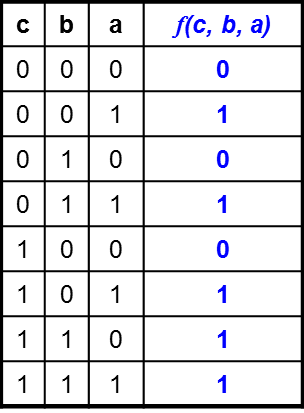 c b a f(c, b, a)
0 0 0 0
0 0 1 1
0 1 0 0
0 1 1 1
1 0 0 0
1 0 1 1
1 1 0 1
1 1 1 1